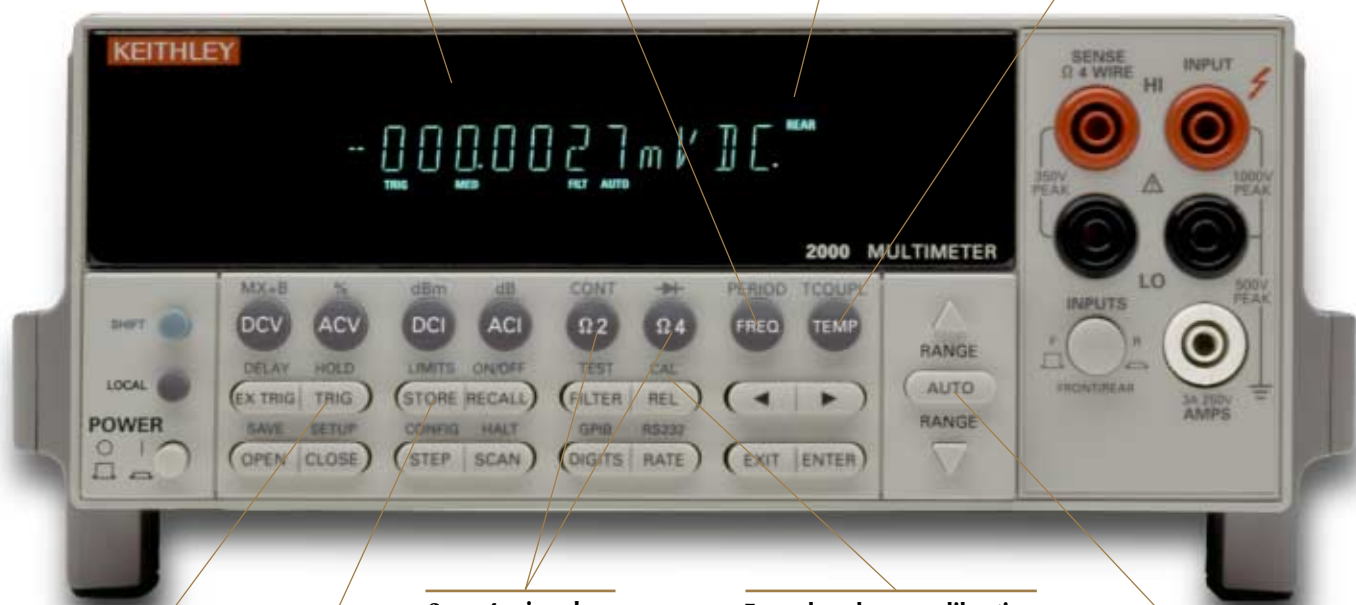 KEITHLEY
-000.0027mVDC.
REAR
TRIG MED FILT AUTO
2000 MULTIMETER
SENSE
Ω 4 WIRE
INPUT
HI
350V
PEAK
1000V
PEAK
LO
500V
PEAK
INPUTS
F R
FRONT/REAR
3A 250V
AMPS
MX+B % dBm dB CONT PERIOD TCOUPL
SHIFT
DCV ACV DCI ACI Ω2 Ω4 FREQ TEMP
DELAY HOLD LIMITS ON/OFF TEST CAL
LOCAL
EX TRIG TRIG STORE RECALL FILTER REL
POWER
SAVE SETUP CONFIG HALT GPIB RS232
OPEN CLOSE STEP SCAN DIGITS RATE EXIT ENTER
RANGE
AUTO
RANGE